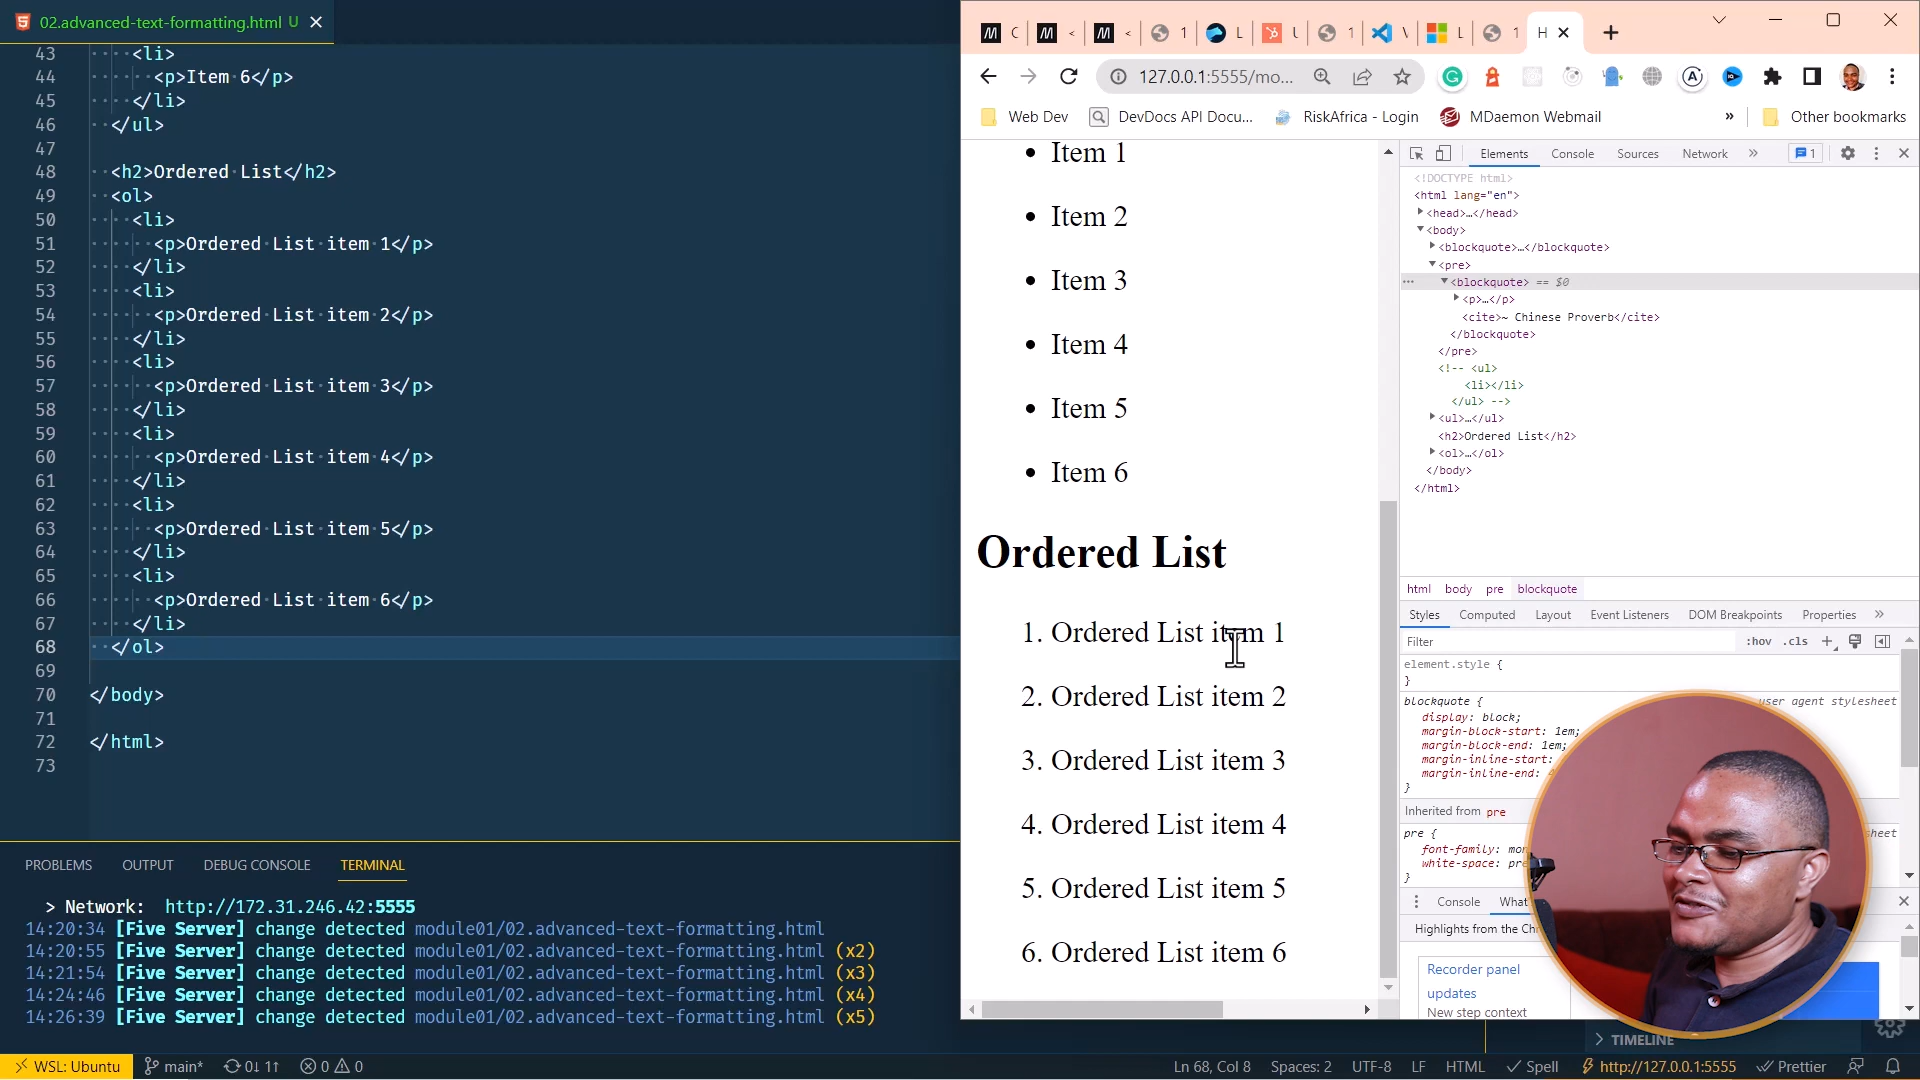 02.advanced-text-formatting.html U
43 <li>
44 <p>Item 6</p>
45 </li>
46 </ul>
47
48 <h2>Ordered List</h2>
49 <ol>
50 <li>
51 <p>Ordered List item 1</p>
52 </li>
53 <li>
54 <p>Ordered List item 2</p>
55 </li>
56 <li>
57 <p>Ordered List item 3</p>
58 </li>
59 <li>
60 <p>Ordered List item 4</p>
61 </li>
62 <li>
63 <p>Ordered List item 5</p>
64 </li>
65 <li>
66 <p>Ordered List item 6</p>
67 </li>
68 </ol>
69
70 </body>
71
72 </html>
73
PROBLEMS OUTPUT DEBUG CONSOLE TERMINAL
> Network: http://172.31.246.42:5555
14:20:34 [Five Server] change detected module01/02.advanced-text-formatting.html
14:20:55 [Five Server] change detected module01/02.advanced-text-formatting.html (x2)
14:21:54 [Five Server] change detected module01/02.advanced-text-formatting.html (x3)
14:24:46 [Five Server] change detected module01/02.advanced-text-formatting.html (x4)
14:26:39 [Five Server] change detected module01/02.advanced-text-formatting.html (x5)
127.0.0.1:5555/mo...
Web Dev DevDocs API Docu... RiskAfrica - Login MDaemon Webmail » Other bookmarks
• Item 1
• Item 2
• Item 3
• Item 4
• Item 5
• Item 6
Ordered List
1. Ordered List item 1
2. Ordered List item 2
3. Ordered List item 3
4. Ordered List item 4
5. Ordered List item 5
6. Ordered List item 6
Elements Console Sources Network » 1
<!DOCTYPE html>
<html lang="en">
<head>…</head>
<body>
<blockquote>…</blockquote>
<pre>
<blockquote> == $0
<p>…</p>
<cite>~ Chinese Proverb</cite>
</blockquote>
</pre>
<!-- <ul>
<li></li>
</ul> -->
<ul>…</ul>
<h2>Ordered List</h2>
<ol>…</ol>
</body>
</html>
html body pre blockquote
Styles Computed Layout Event Listeners DOM Breakpoints Properties »
Filter :hov .cls +
element.style {
}
blockquote { user agent stylesheet
display: block;
margin-block-start: 1em;
margin-block-end: 1em;
margin-inline-start:
margin-inline-end:
}
Inherited from pre
pre {
font-family:
white-space:
}
Console
Recorder panel
updates
New step context
TIMELINE
WSL: Ubuntu main* 0↓ 1↑ 0 0 Ln 68, Col 8 Spaces: 2 UTF-8 LF HTML Spell http://127.0.0.1:5555 Prettier